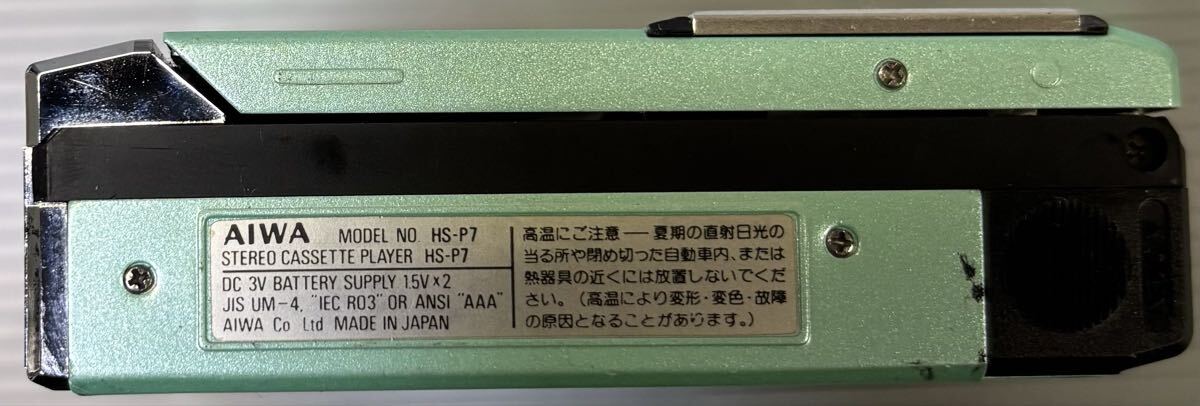 AIWA MODEL NO. HS-P7
STEREO CASSETTE PLAYER HS-P7
DC 3V BATTERY SUPPLY 1.5V×2
JIS UM-4, "IEC R03" OR ANSI "AAA"
AIWA Co Ltd MADE IN JAPAN
高温にご注意―夏期の直射日光の
当る所や閉め切った自動車内、または
熱器具の近くには放置しないでくだ
さい。(高温により変形・変色・故障
の原因となることがあります。)